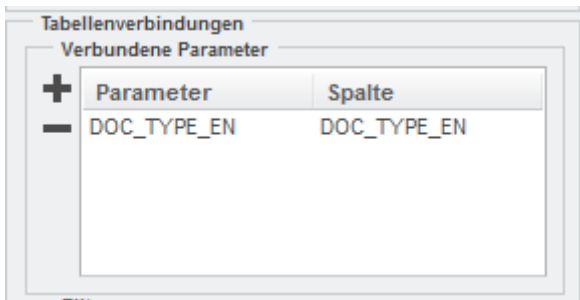 Tabellenverbindungen
Verbundene Parameter
Parameter Spalte
DOC_TYPE_EN DOC_TYPE_EN